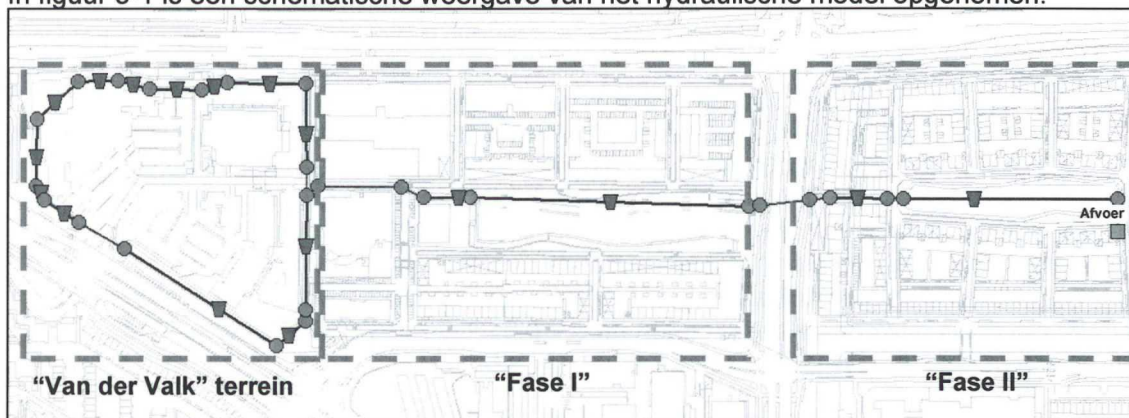 In figuur 3-1 is een schematische weergave van het hydraulische model opgenomen.
Afvoer
"Van der Valk" terrein
"Fase I"
"Fase II"